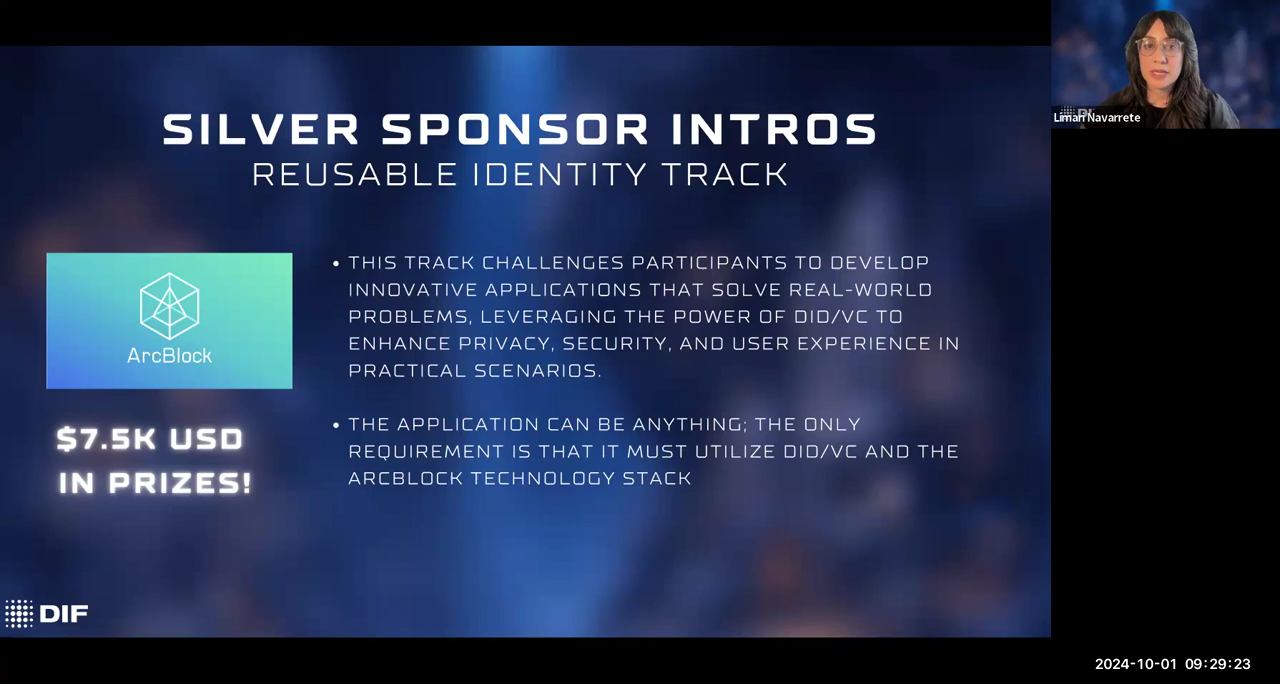 SILVER SPONSOR INTROS
REUSABLE IDENTITY TRACK
ArcBlock
$7.5K USD
IN PRIZES!
• THIS TRACK CHALLENGES PARTICIPANTS TO DEVELOP
INNOVATIVE APPLICATIONS THAT SOLVE REAL-WORLD
PROBLEMS, LEVERAGING THE POWER OF DID/VC TO
ENHANCE PRIVACY, SECURITY, AND USER EXPERIENCE IN
PRACTICAL SCENARIOS.
• THE APPLICATION CAN BE ANYTHING; THE ONLY
REQUIREMENT IS THAT IT MUST UTILIZE DID/VC AND THE
ARCBLOCK TECHNOLOGY STACK
DIF
Limari Navarrete
2024-10-01 09:29:23